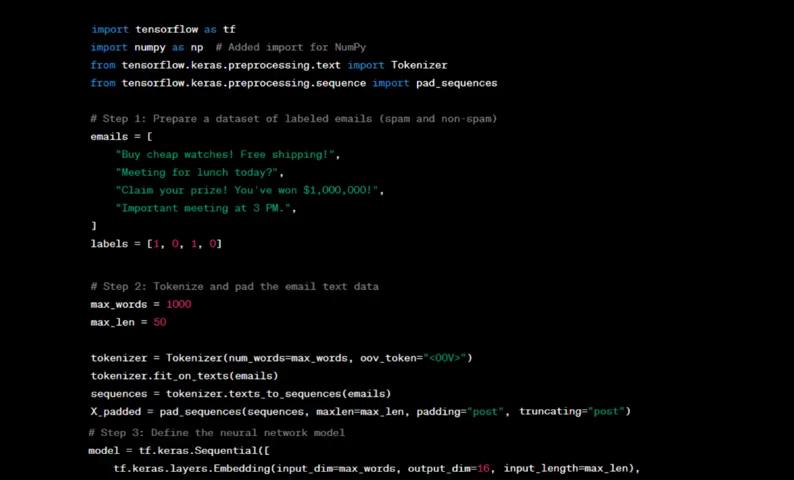 import tensorflow as tf
import numpy as np  # Added import for NumPy
from tensorflow.keras.preprocessing.text import Tokenizer
from tensorflow.keras.preprocessing.sequence import pad_sequences
# Step 1: Prepare a dataset of labeled emails (spam and non-spam)
emails = [
    "Buy cheap watches! Free shipping!",
    "Meeting for lunch today?",
    "Claim your prize! You've won $1,000,000!",
    "Important meeting at 3 PM.",
]
labels = [1, 0, 1, 0]
# Step 2: Tokenize and pad the email text data
max_words = 1000
max_len = 50
tokenizer = Tokenizer(num_words=max_words, oov_token="<OOV>")
tokenizer.fit_on_texts(emails)
sequences = tokenizer.texts_to_sequences(emails)
X_padded = pad_sequences(sequences, maxlen=max_len, padding="post", truncating="post")
# Step 3: Define the neural network model
model = tf.keras.Sequential([
    tf.keras.layers.Embedding(input_dim=max_words, output_dim=16, input_length=max_len),